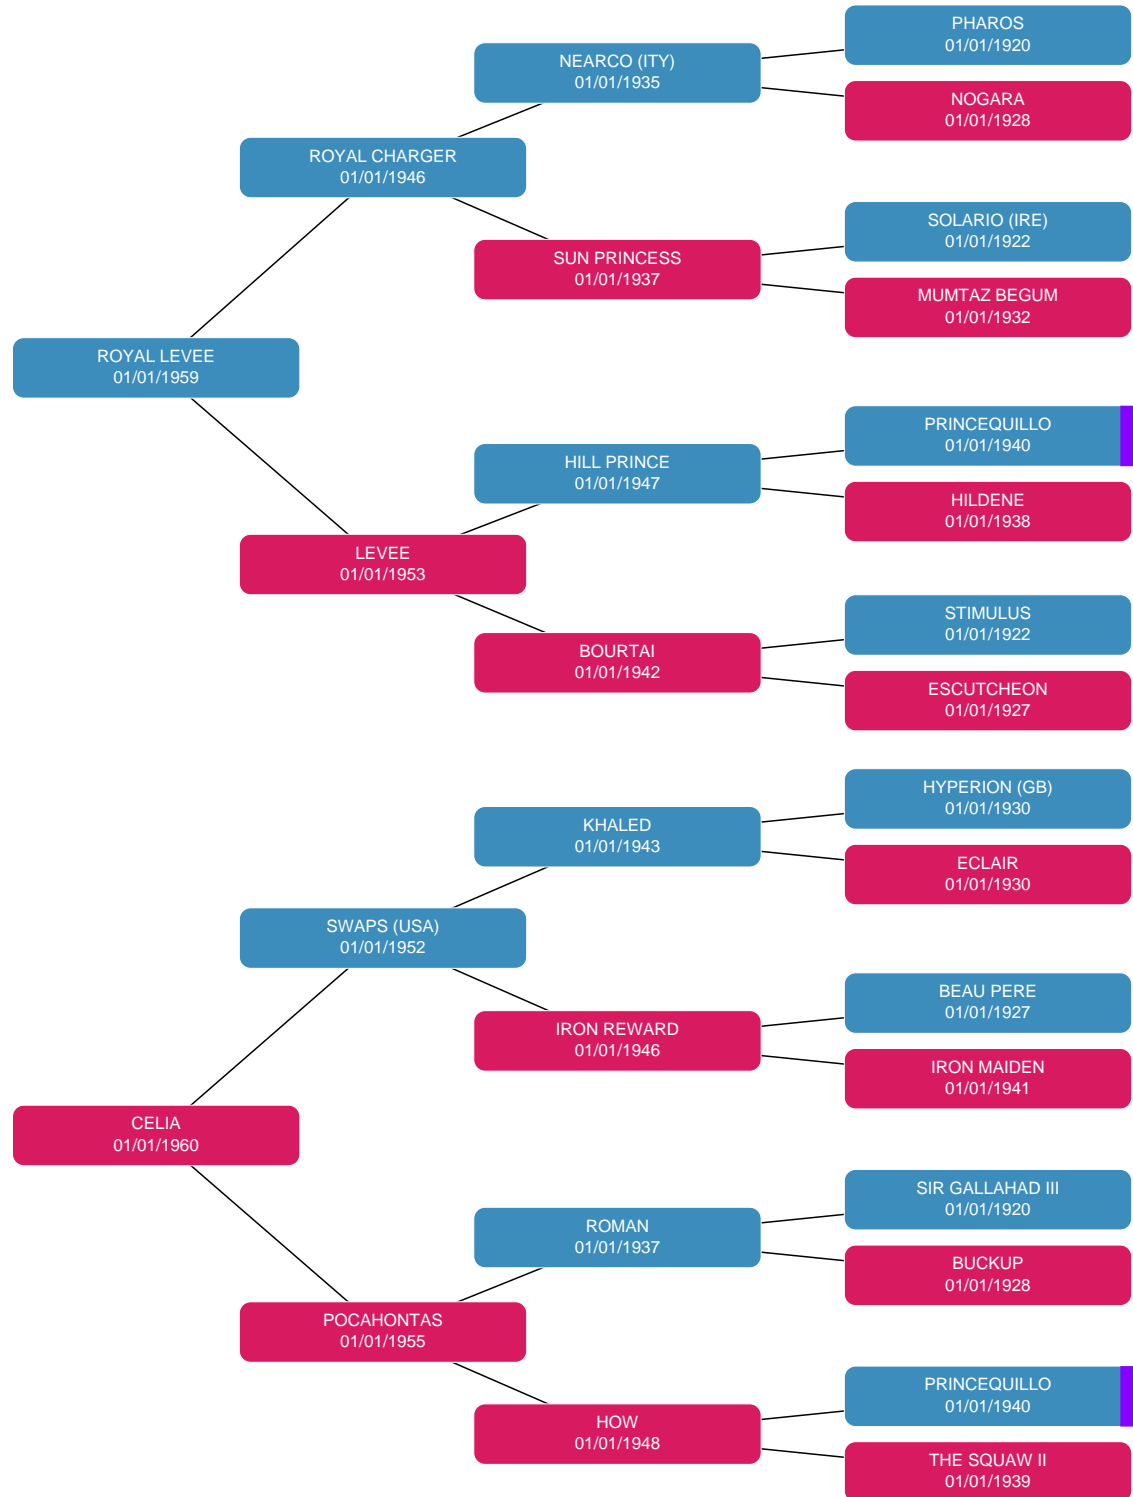 PHAROS
01/01/1920
NEARCO (ITY)
01/01/1935
NOGARA
01/01/1928
ROYAL CHARGER
01/01/1946
SOLARIO (IRE)
01/01/1922
SUN PRINCESS
01/01/1937
MUMTAZ BEGUM
01/01/1932
ROYAL LEVEE
01/01/1959
PRINCEQUILLO
01/01/1940
HILL PRINCE
01/01/1947
HILDENE
01/01/1938
LEVEE
01/01/1953
STIMULUS
01/01/1922
BOURTAI
01/01/1942
ESCUTCHEON
01/01/1927
HYPERION (GB)
01/01/1930
KHALED
01/01/1943
ECLAIR
01/01/1930
SWAPS (USA)
01/01/1952
BEAU PERE
01/01/1927
IRON REWARD
01/01/1946
IRON MAIDEN
01/01/1941
CELIA
01/01/1960
SIR GALLAHAD III
01/01/1920
ROMAN
01/01/1937
BUCKUP
01/01/1928
POCAHONTAS
01/01/1955
PRINCEQUILLO
01/01/1940
HOW
01/01/1948
THE SQUAW II
01/01/1939